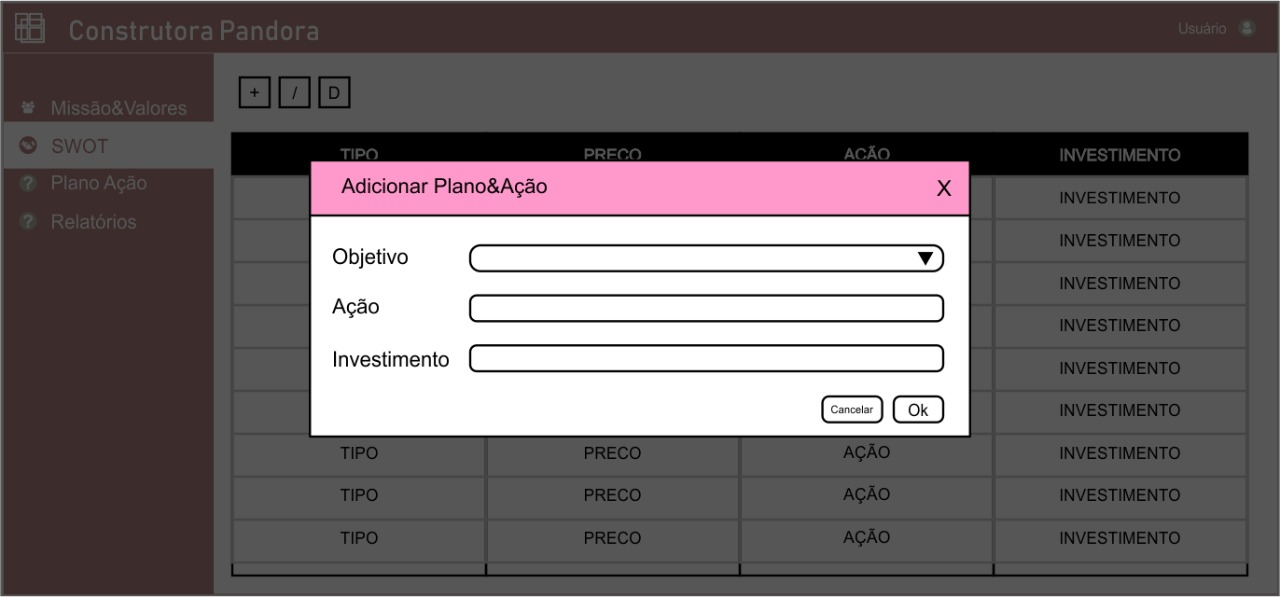 Construtora Pandora
Usuário
Missão&Valores
SWOT
Plano Ação
Relatórios
+ / D
TIPO PRECO AÇÃO INVESTIMENTO
Adicionar Plano&Ação X
INVESTIMENTO
INVESTIMENTO
Objetivo ▼
INVESTIMENTO
Ação
INVESTIMENTO
Investimento
INVESTIMENTO
Cancelar Ok
INVESTIMENTO
TIPO PRECO AÇÃO INVESTIMENTO
TIPO PRECO AÇÃO INVESTIMENTO
TIPO PRECO AÇÃO INVESTIMENTO